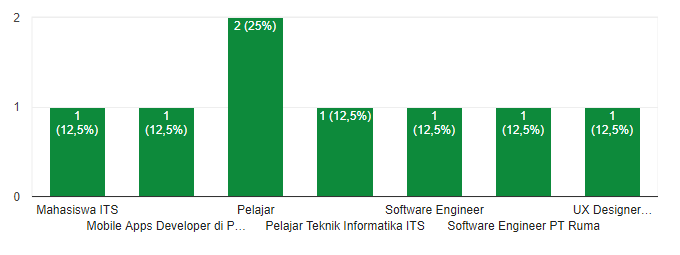 2
1
0
1
(12,5%)
1
(12,5%)
2 (25%)
1 (12,5%)
1
(12,5%)
1
(12,5%)
1
(12,5%)
Mahasiswa ITS
Mobile Apps Developer di P…
Pelajar
Pelajar Teknik Informatika ITS
Software Engineer
Software Engineer PT Ruma
UX Designer…